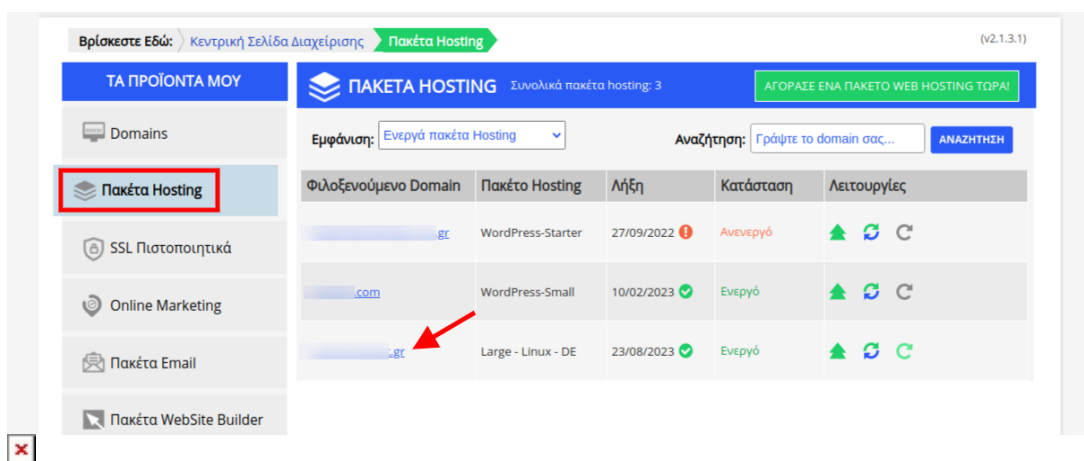 Βρίσκεστε Εδώ: Κεντρική Σελίδα Διαχείρισης Πακέτα Hosting (v2.1.3.1)
ΤΑ ΠΡΟΪΟΝΤΑ ΜΟΥ
Domains
Πακέτα Hosting
SSL Πιστοποιητικά
Online Marketing
Πακέτα Email
Πακέτα WebSite Builder
ΠΑΚΕΤΑ HOSTING Συνολικά πακέτα hosting: 3 ΑΓΟΡΑΣΕ ΕΝΑ ΠΑΚΕΤΟ WEB HOSTING ΤΩΡΑ!
Εμφάνιση: Ενεργά πακέτα Hosting Αναζήτηση: Γράψτε το domain σας... ΑΝΑΖΗΤΗΣΗ
Φιλοξενούμενο Domain Πακέτο Hosting Λήξη Κατάσταση Λειτουργίες
.gr WordPress-Starter 27/09/2022 Ανενεργό
.com WordPress-Small 10/02/2023 Ενεργό
.gr Large - Linux - DE 23/08/2023 Ενεργό